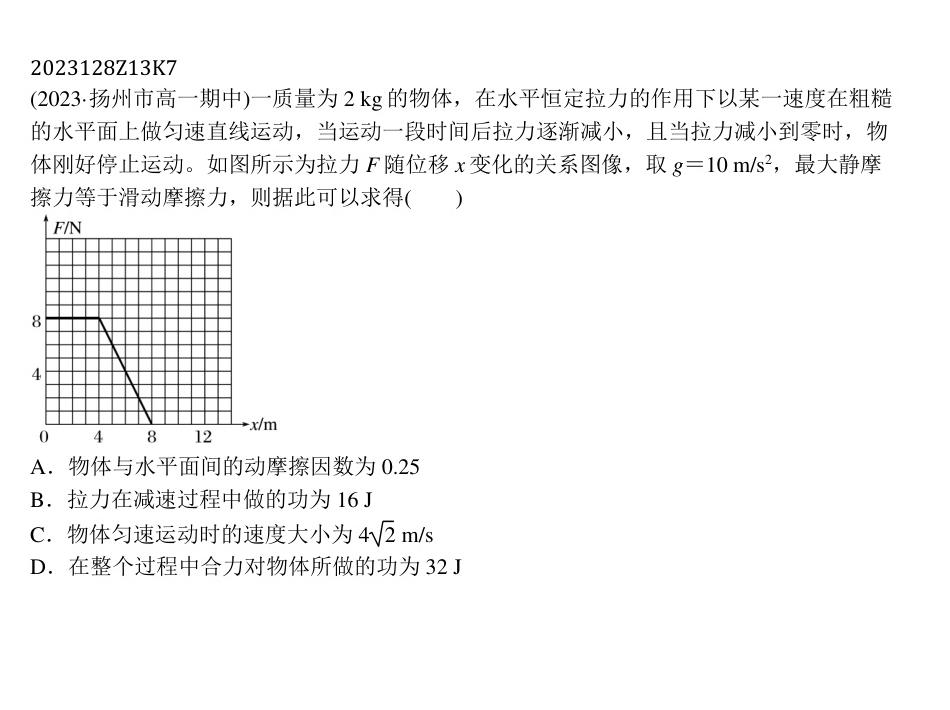 2023128Z13K7
(2023·扬州市高一期中)一质量为 2 kg 的物体，在水平恒定拉力的作用下以某一速度在粗糙
的水平面上做匀速直线运动，当运动一段时间后拉力逐渐减小，且当拉力减小到零时，物
体刚好停止运动。如图所示为拉力 F 随位移 x 变化的关系图像，取 g＝10 m/s²，最大静摩
擦力等于滑动摩擦力，则据此可以求得(　　)
F/N
8
4
0 4 8 12 x/m
A．物体与水平面间的动摩擦因数为 0.25
B．拉力在减速过程中做的功为 16 J
C．物体匀速运动时的速度大小为 4√2 m/s
D．在整个过程中合力对物体所做的功为 32 J